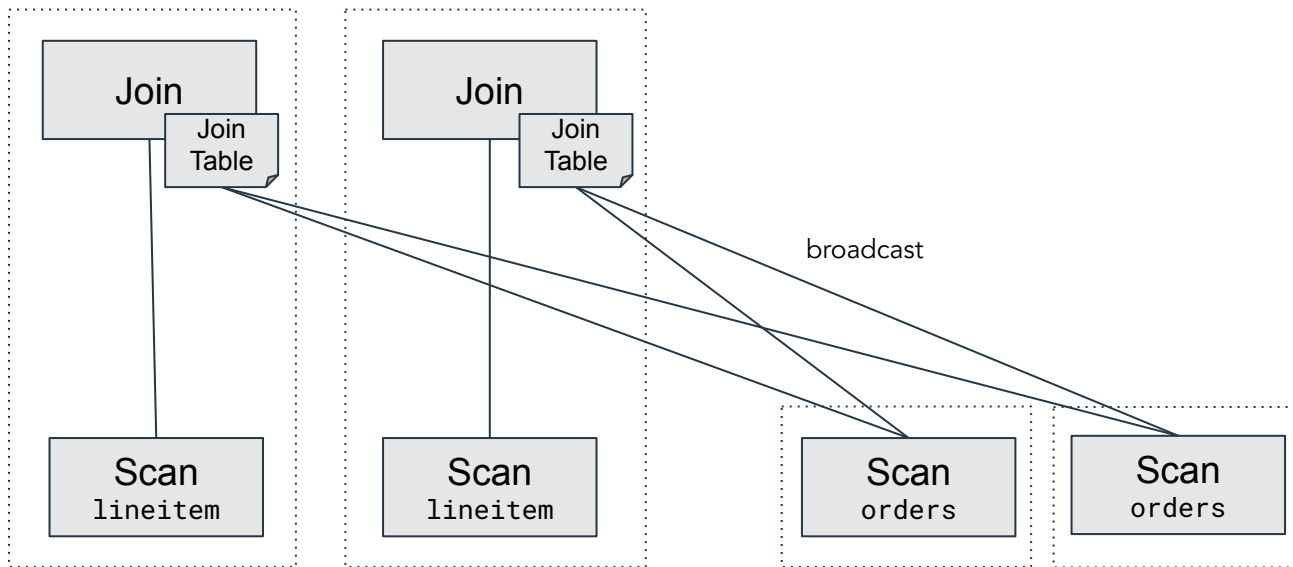 Join
Join
Table
Join
Join
Table
broadcast
Scan
lineitem
Scan
lineitem
Scan
orders
Scan
orders